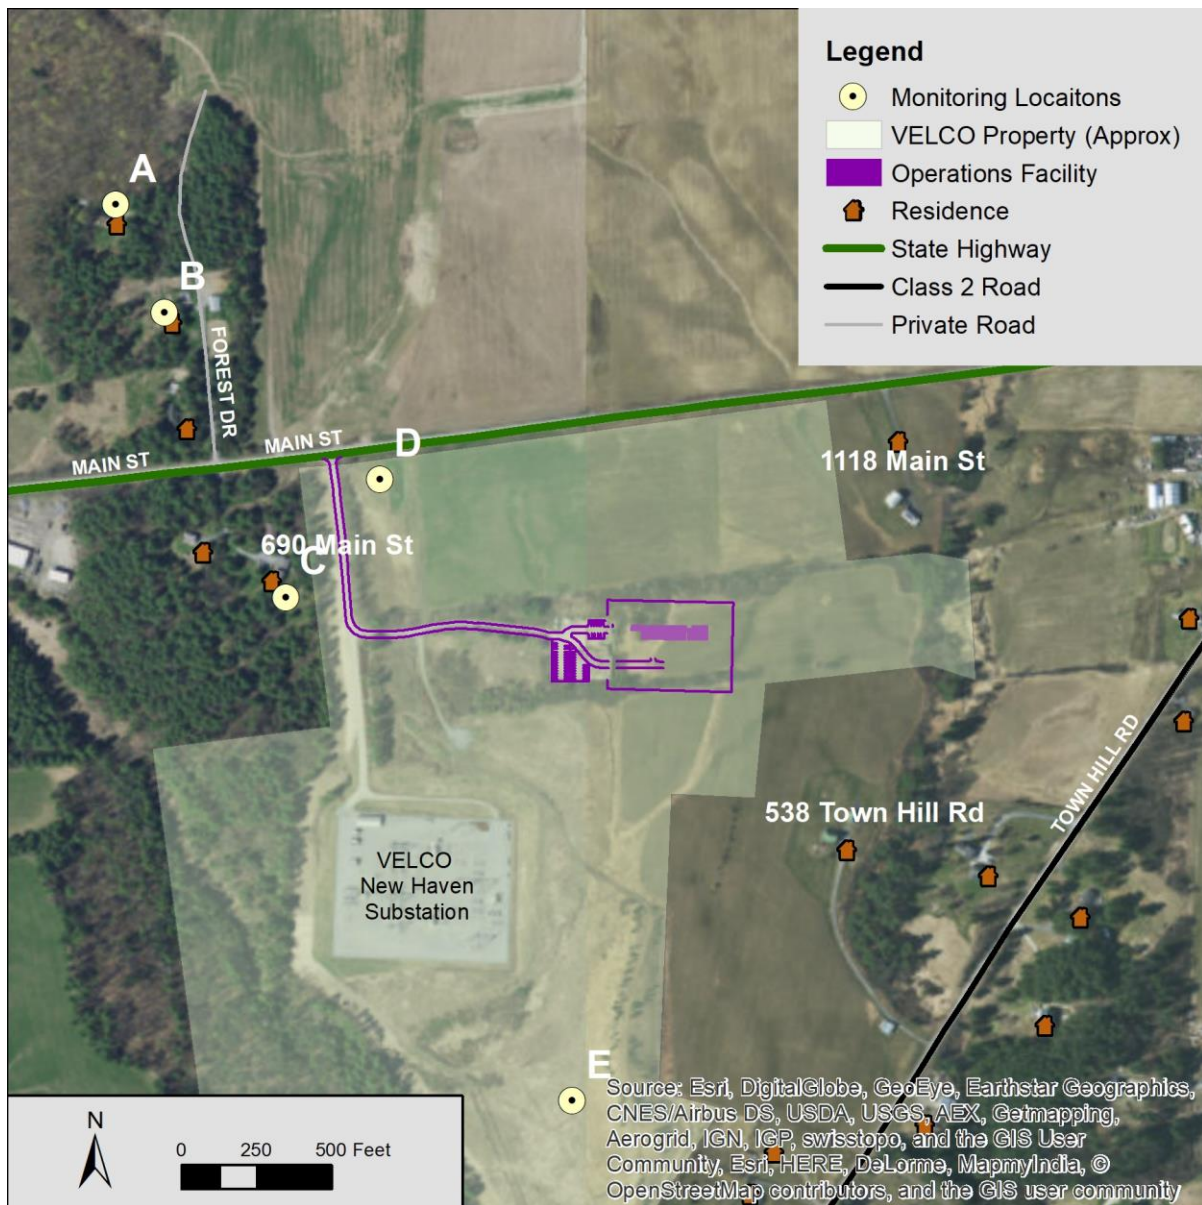 Legend
Monitoring Locaitons
VELCO Property (Approx)
Operations Facility
Residence
State Highway
Class 2 Road
Private Road
A
B
FOREST DR
MAIN ST
MAIN ST
D
1118 Main St
690 Main St
C
TOWN HILL RD
538 Town Hill Rd
VELCO
New Haven
Substation
E
N
0 250 500 Feet
Source: Esri, DigitalGlobe, GeoEye, Earthstar Geographics,
CNES/Airbus DS, USDA, USGS, AEX, Getmapping,
Aerogrid, IGN, IGP, swisstopo, and the GIS User
Community, Esri, HERE, DeLorme, MapmyIndia, ©
OpenStreetMap contributors, and the GIS user community